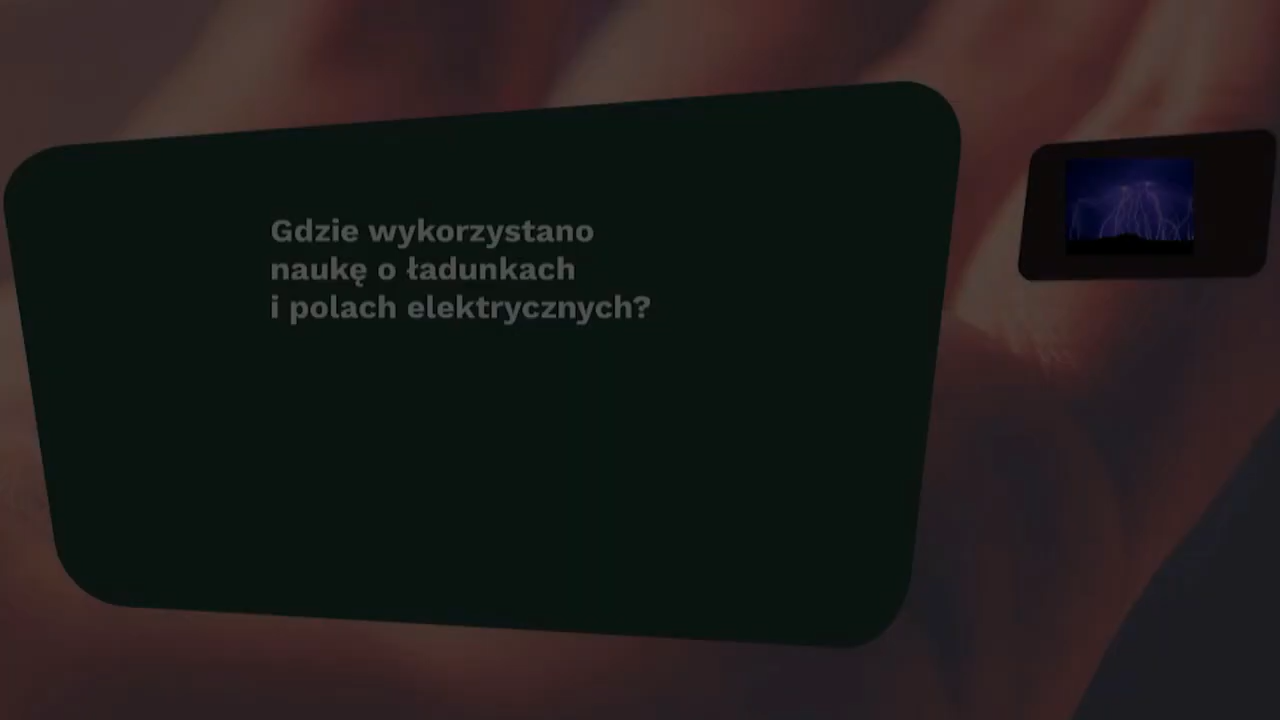 Gdzie wykorzystano
naukę o ładunkach
i polach elektrycznych?